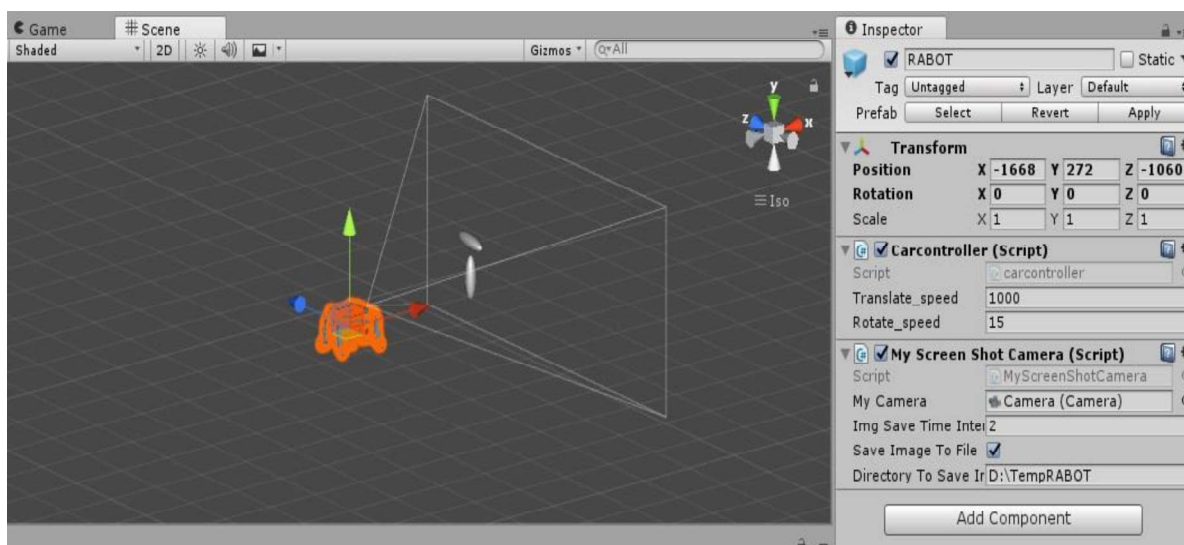 Game
Scene
Shaded
2D
Gizmos
All
y
z
x
Iso
Inspector
RABOT
Static
Tag Untagged Layer Default
Prefab Select Revert Apply
Transform
Position X -1668 Y 272 Z -1060
Rotation X 0 Y 0 Z 0
Scale X 1 Y 1 Z 1
Carcontroller (Script)
Script carcontroller
Translate_speed 1000
Rotate_speed 15
My Screen Shot Camera (Script)
Script MyScreenShotCamera
My Camera Camera (Camera)
Img Save Time Inter 2
Save Image To File
Directory To Save Ir D:\TempRABOT
Add Component